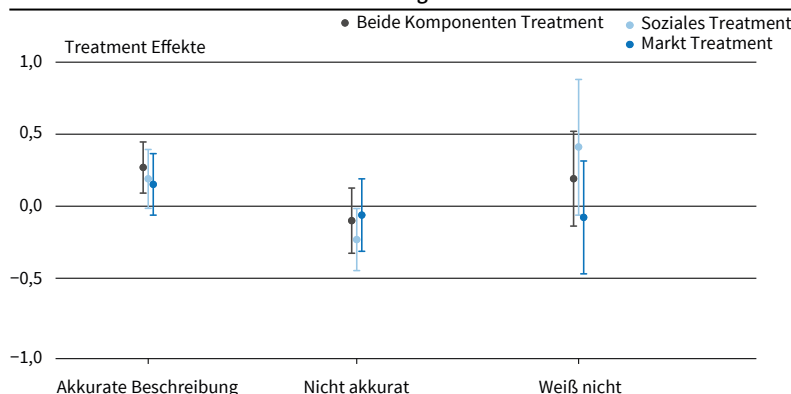 Beide Komponenten Treatment
Soziales Treatment
Markt Treatment
Treatment Effekte
1,0
0,5
0,0
−0,5
−1,0
Akkurate Beschreibung
Nicht akkurat
Weiß nicht